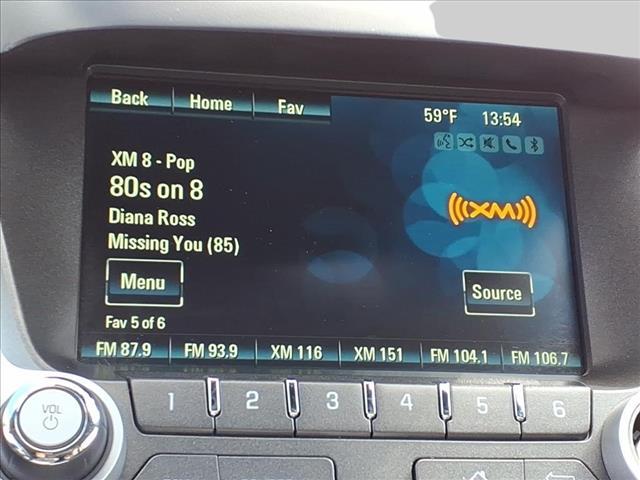 Back Home Fav
59°F 13:54
XM 8 - Pop
80s on 8
Diana Ross
Missing You (85)
((XM))
Menu
Source
Fav 5 of 6
FM 87.9 FM 93.9 XM 116 XM 151 FM 104.1 FM 106.7
VOL
1 2 3 4 5 6